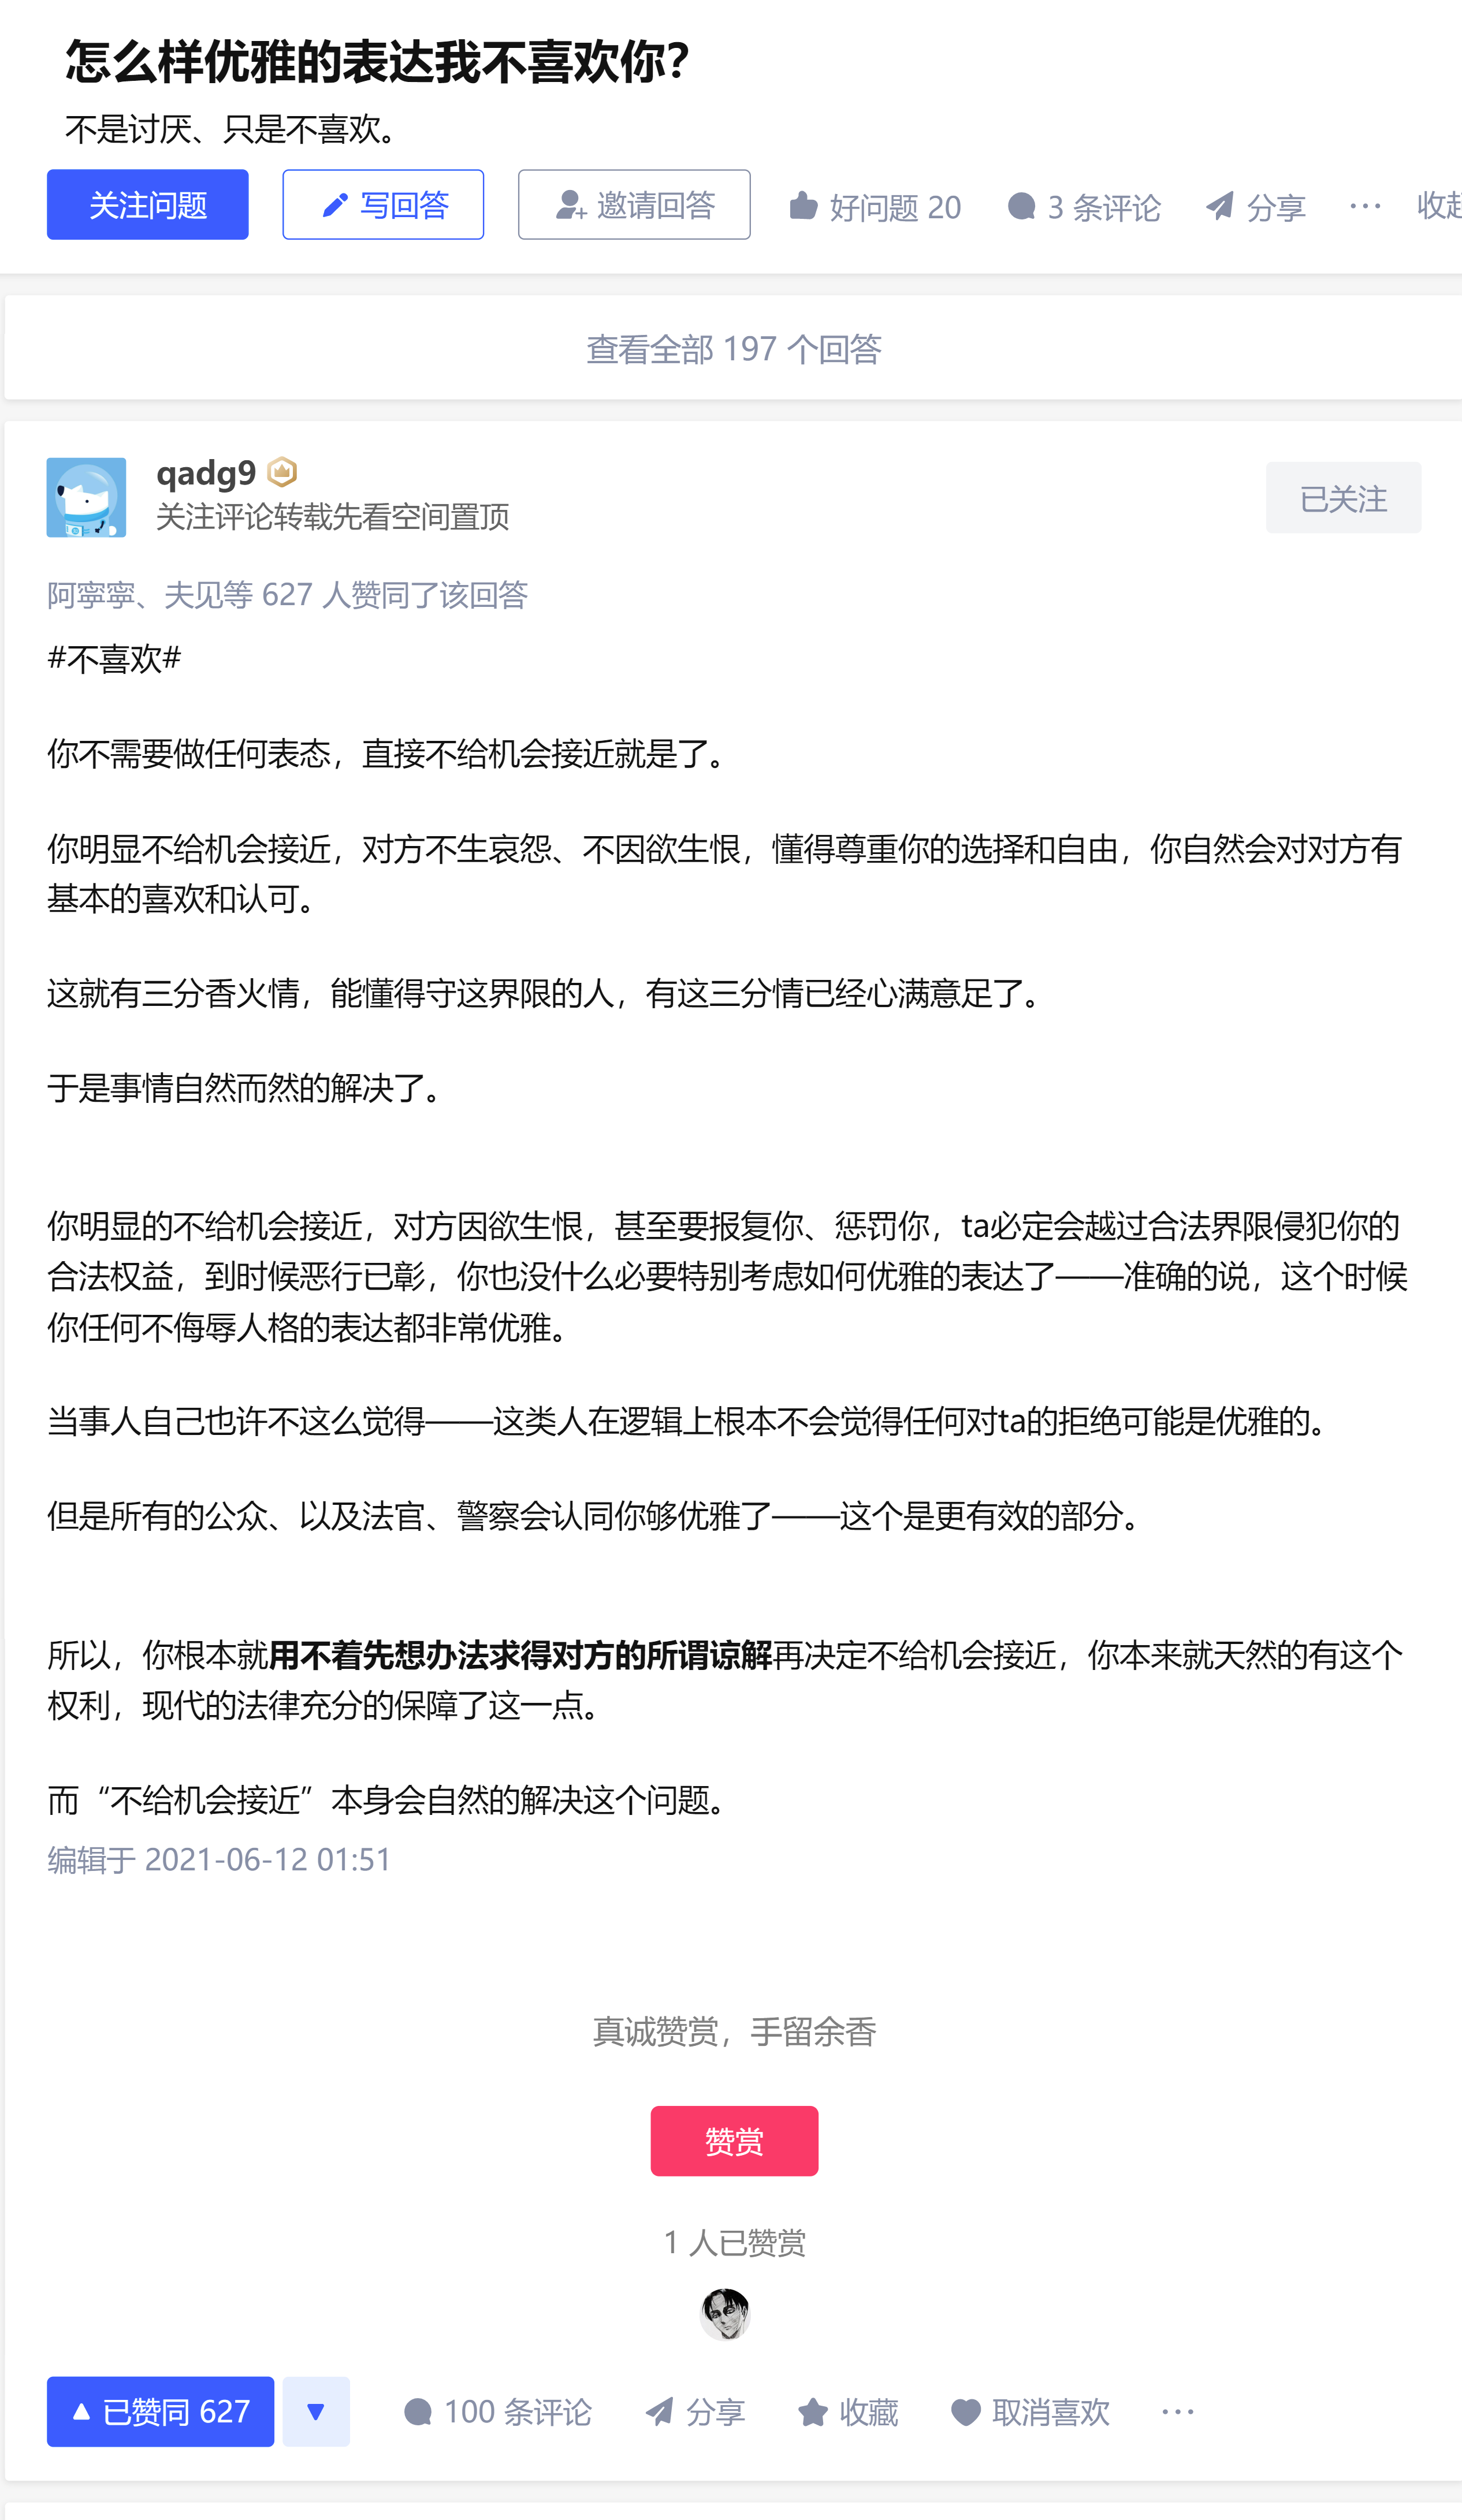 怎么样优雅的表达我不喜欢你？
不是讨厌、只是不喜欢。
关注问题 写回答 邀请回答 好问题 20 3 条评论 分享 ··· 收起
查看全部 197 个回答
qadg9
关注评论转载先看空间置顶
已关注
阿寧寧、夫见等 627 人赞同了该回答
#不喜欢#
你不需要做任何表态，直接不给机会接近就是了。
你明显不给机会接近，对方不生哀怨、不因欲生恨，懂得尊重你的选择和自由，你自然会对对方有
基本的喜欢和认可。
这就有三分香火情，能懂得守这界限的人，有这三分情已经心满意足了。
于是事情自然而然的解决了。
你明显的不给机会接近，对方因欲生恨，甚至要报复你、惩罚你，ta必定会越过合法界限侵犯你的
合法权益，到时候恶行已彰，你也没什么必要特别考虑如何优雅的表达了——准确的说，这个时候
你任何不侮辱人格的表达都非常优雅。
当事人自己也许不这么觉得——这类人在逻辑上根本不会觉得任何对ta的拒绝可能是优雅的。
但是所有的公众、以及法官、警察会认同你够优雅了——这个是更有效的部分。
所以，你根本就用不着先想办法求得对方的所谓谅解再决定不给机会接近，你本来就天然的有这个
权利，现代的法律充分的保障了这一点。
而“不给机会接近”本身会自然的解决这个问题。
编辑于 2021-06-12 01:51
真诚赞赏，手留余香
赞赏
1 人已赞赏
已赞同 627 100 条评论 分享 收藏 取消喜欢 ···